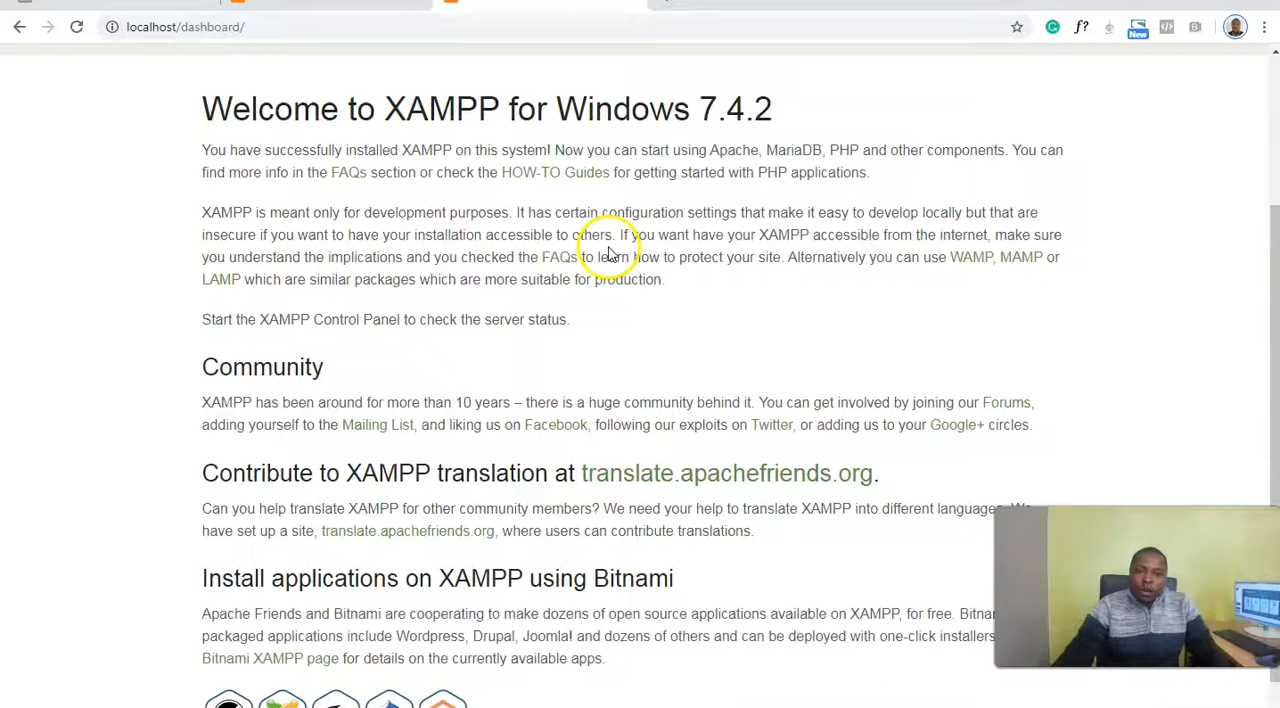 localhost/dashboard/
f?
New
Welcome to XAMPP for Windows 7.4.2
You have successfully installed XAMPP on this system! Now you can start using Apache, MariaDB, PHP and other components. You can
find more info in the FAQs section or check the HOW-TO Guides for getting started with PHP applications.
XAMPP is meant only for development purposes. It has certain configuration settings that make it easy to develop locally but that are
insecure if you want to have your installation accessible to others. If you want have your XAMPP accessible from the internet, make sure
you understand the implications and you checked the FAQs to learn how to protect your site. Alternatively you can use WAMP, MAMP or
LAMP which are similar packages which are more suitable for production.
Start the XAMPP Control Panel to check the server status.
Community
XAMPP has been around for more than 10 years – there is a huge community behind it. You can get involved by joining our Forums,
adding yourself to the Mailing List, and liking us on Facebook, following our exploits on Twitter, or adding us to your Google+ circles.
Contribute to XAMPP translation at translate.apachefriends.org.
Can you help translate XAMPP for other community members? We need your help to translate XAMPP into different languages. We
have set up a site, translate.apachefriends.org, where users can contribute translations.
Install applications on XAMPP using Bitnami
Apache Friends and Bitnami are cooperating to make dozens of open source applications available on XAMPP, for free.
packaged applications include Wordpress, Drupal, Joomla! and dozens of others and can be deployed with one-click installers
Bitnami XAMPP page for details on the currently available apps.